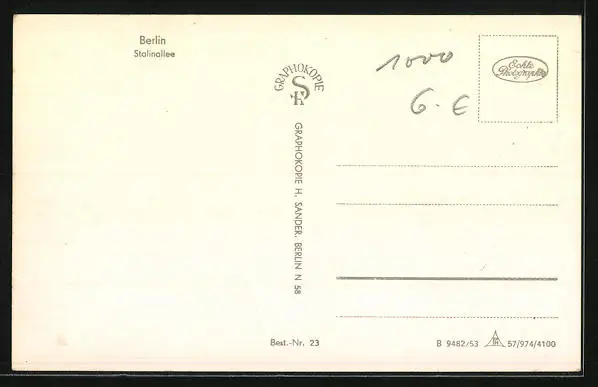 Berlin
Stalinallee
GRAPHOKOPIE
GRAPHOKOPIE H. SANDER, BERLIN N 58
1000
6.- €
Echte
Photographie
Best.-Nr. 23
B 9482/53
57/974/4100